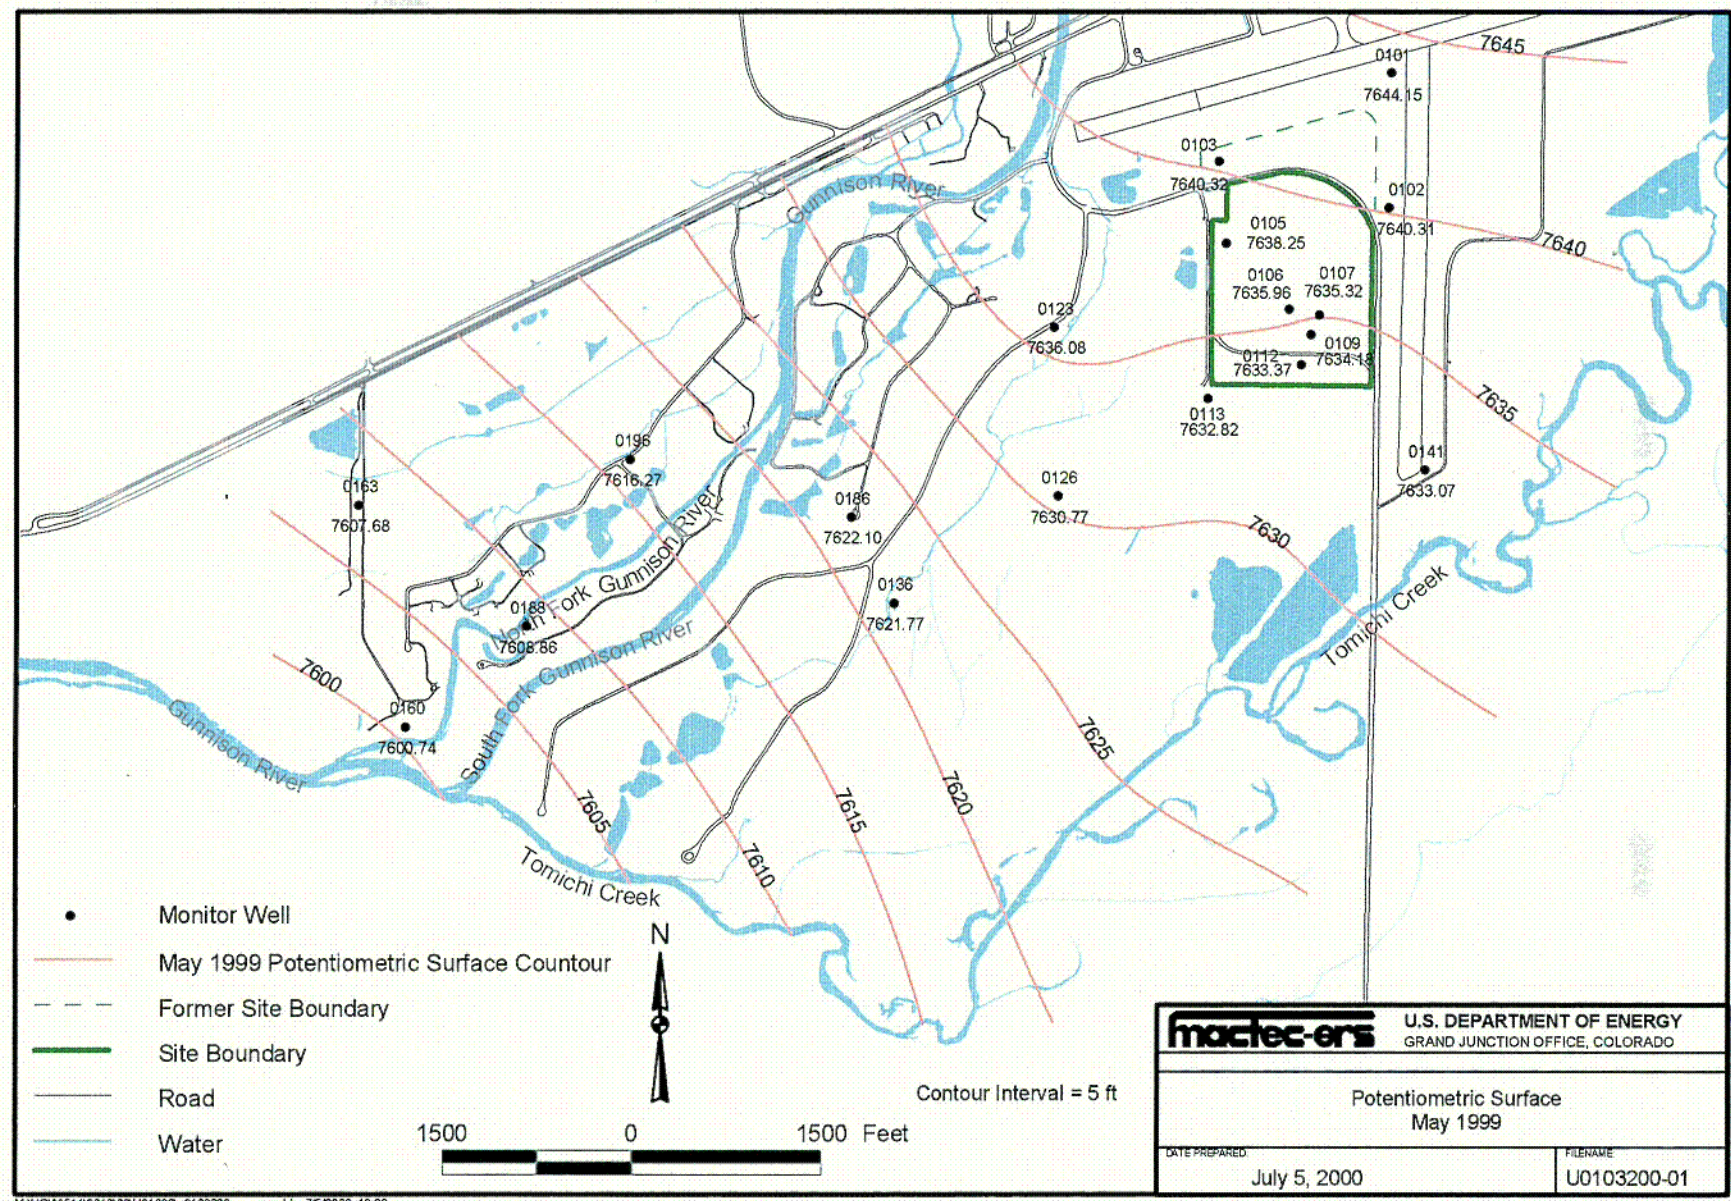 7645
0101
7644.15
0103
7640.32
0102
7640.31
7640
Gunnison River
0105
7638.25
0106
7635.96
0107
7635.32
0123
7636.08
0109
7634.18
0112
7633.37
0113
7632.82
7635
0141
7633.07
0196
7616.27
0163
7607.68
0186
7622.10
0126
7630.77
7630
0136
7621.77
0188
7608.86
North Fork Gunnison River
South Fork Gunnison River
Tomichi Creek
7600
0160
7600.74
Gunnison River
7625
7620
7615
7605
7610
Tomichi Creek
Monitor Well
May 1999 Potentiometric Surface Countour
Former Site Boundary
Site Boundary
Road
Water
N
Contour Interval = 5 ft
1500 0 1500 Feet
mactec-ers
U.S. DEPARTMENT OF ENERGY
GRAND JUNCTION OFFICE, COLORADO
Potentiometric Surface
May 1999
DATE PREPARED:
July 5, 2000
FILENAME
U0103200-01